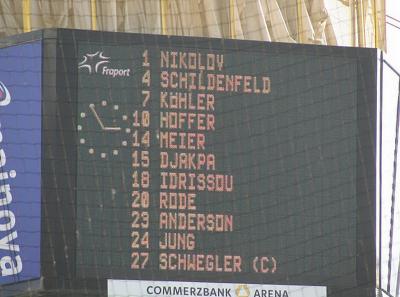 Fraport
1 NIKOLOV
4 SCHILDENFELD
7 KÖHLER
10 HOFFER
14 MEIER
15 DJAKPA
18 IDRISSOU
20 RODE
23 ANDERSON
24 JUNG
27 SCHWEGLER (C)
mainova
COMMERZBANK ARENA